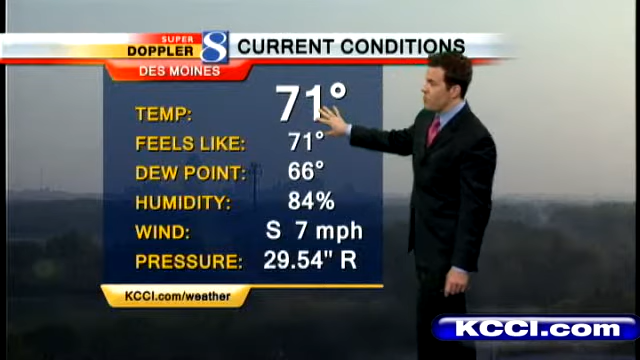 SUPER
DOPPLER 8 CURRENT CONDITIONS
DES MOINES
TEMP: 71°
FEELS LIKE: 71°
DEW POINT: 66°
HUMIDITY: 84%
WIND: S 7 mph
PRESSURE: 29.54" R
KCCI.com/weather
KCCI.com